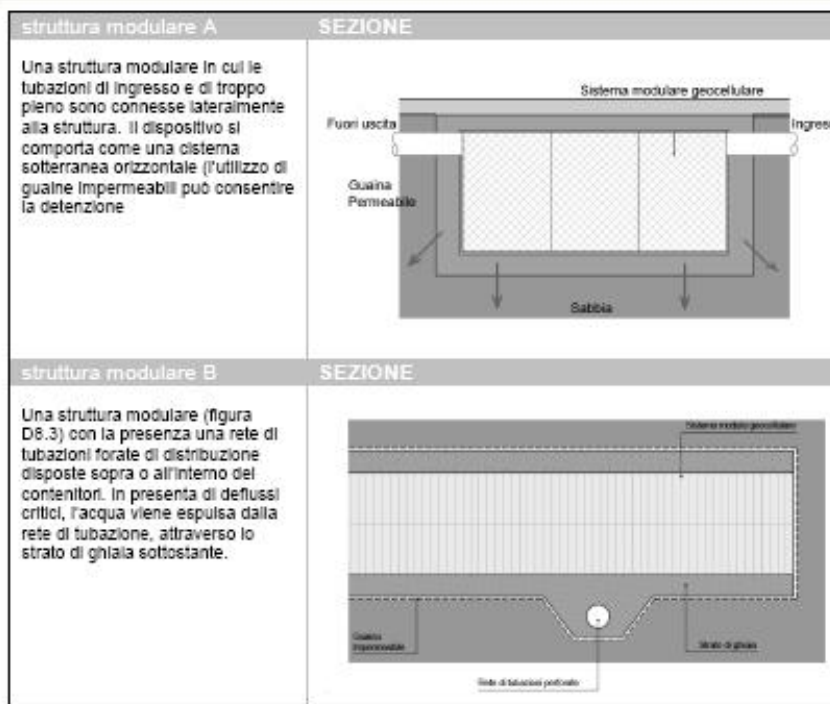 struttura modulare A
SEZIONE
Una struttura modulare in cui le
tubazioni di ingresso e di troppo
pieno sono connesse lateralmente
alla struttura. Il dispositivo si
comporta come una cisterna
sotterranea orizzontale (l'utilizzo di
guaine impermeabili può consentire
la detenzione
Sistema modulare geocellulare
Fuori uscita
Ingress
Guaina
Permeabile
Sabbia
struttura modulare B
SEZIONE
Una struttura modulare (figura
D8.3) con la presenza una rete di
tubazioni forate di distribuzione
disposte sopra o all'interno dei
contenitori. In presenta di deflussi
critici, l'acqua viene espulsa dalla
rete di tubazione, attraverso lo
strato di ghiaia sottostante.
Sistema modulo geocellulare
Guaina
Impermeabile
Strato di ghiaia
Rete di tubazioni perforate